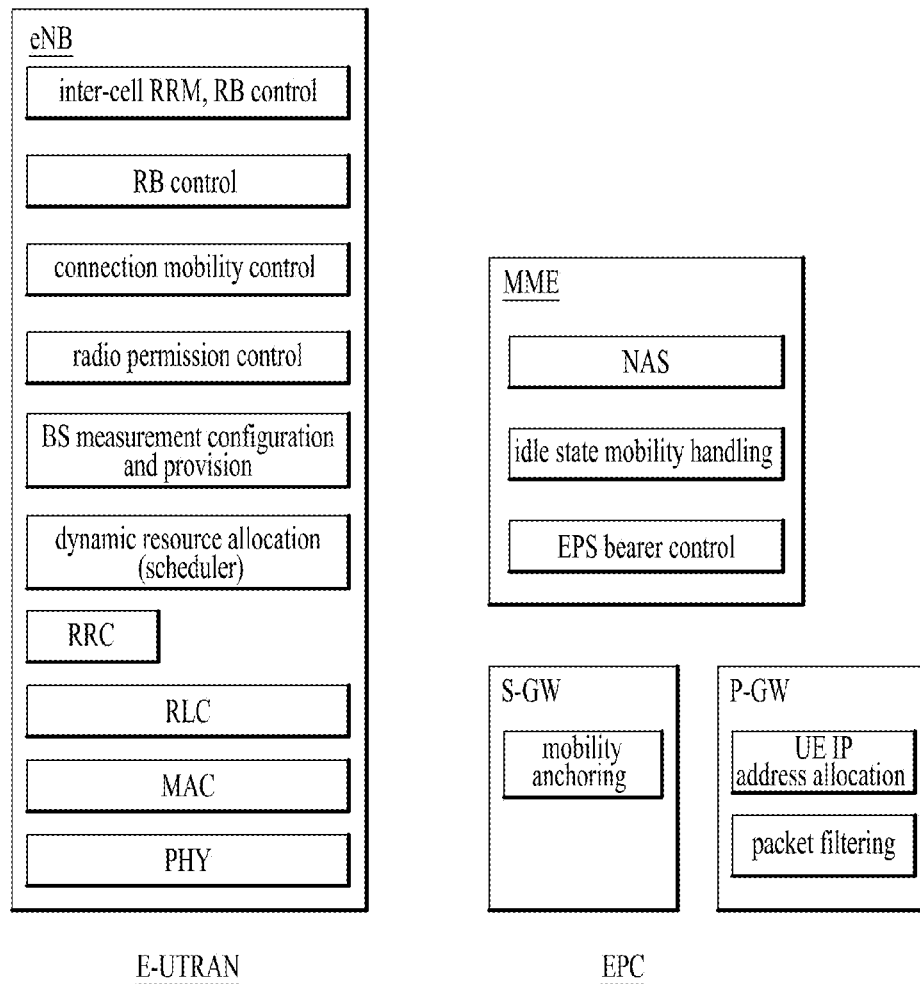 eNB
inter-cell RRM, RB control
RB control
connection mobility control
radio permission control
BS measurement configuration
and provision
dynamic resource allocation
(scheduler)
RRC
RLC
MAC
PHY
E-UTRAN
MME
NAS
idle state mobility handling
EPS bearer control
S-GW
mobility
anchoring
P-GW
UE IP
address allocation
packet filtering
EPC